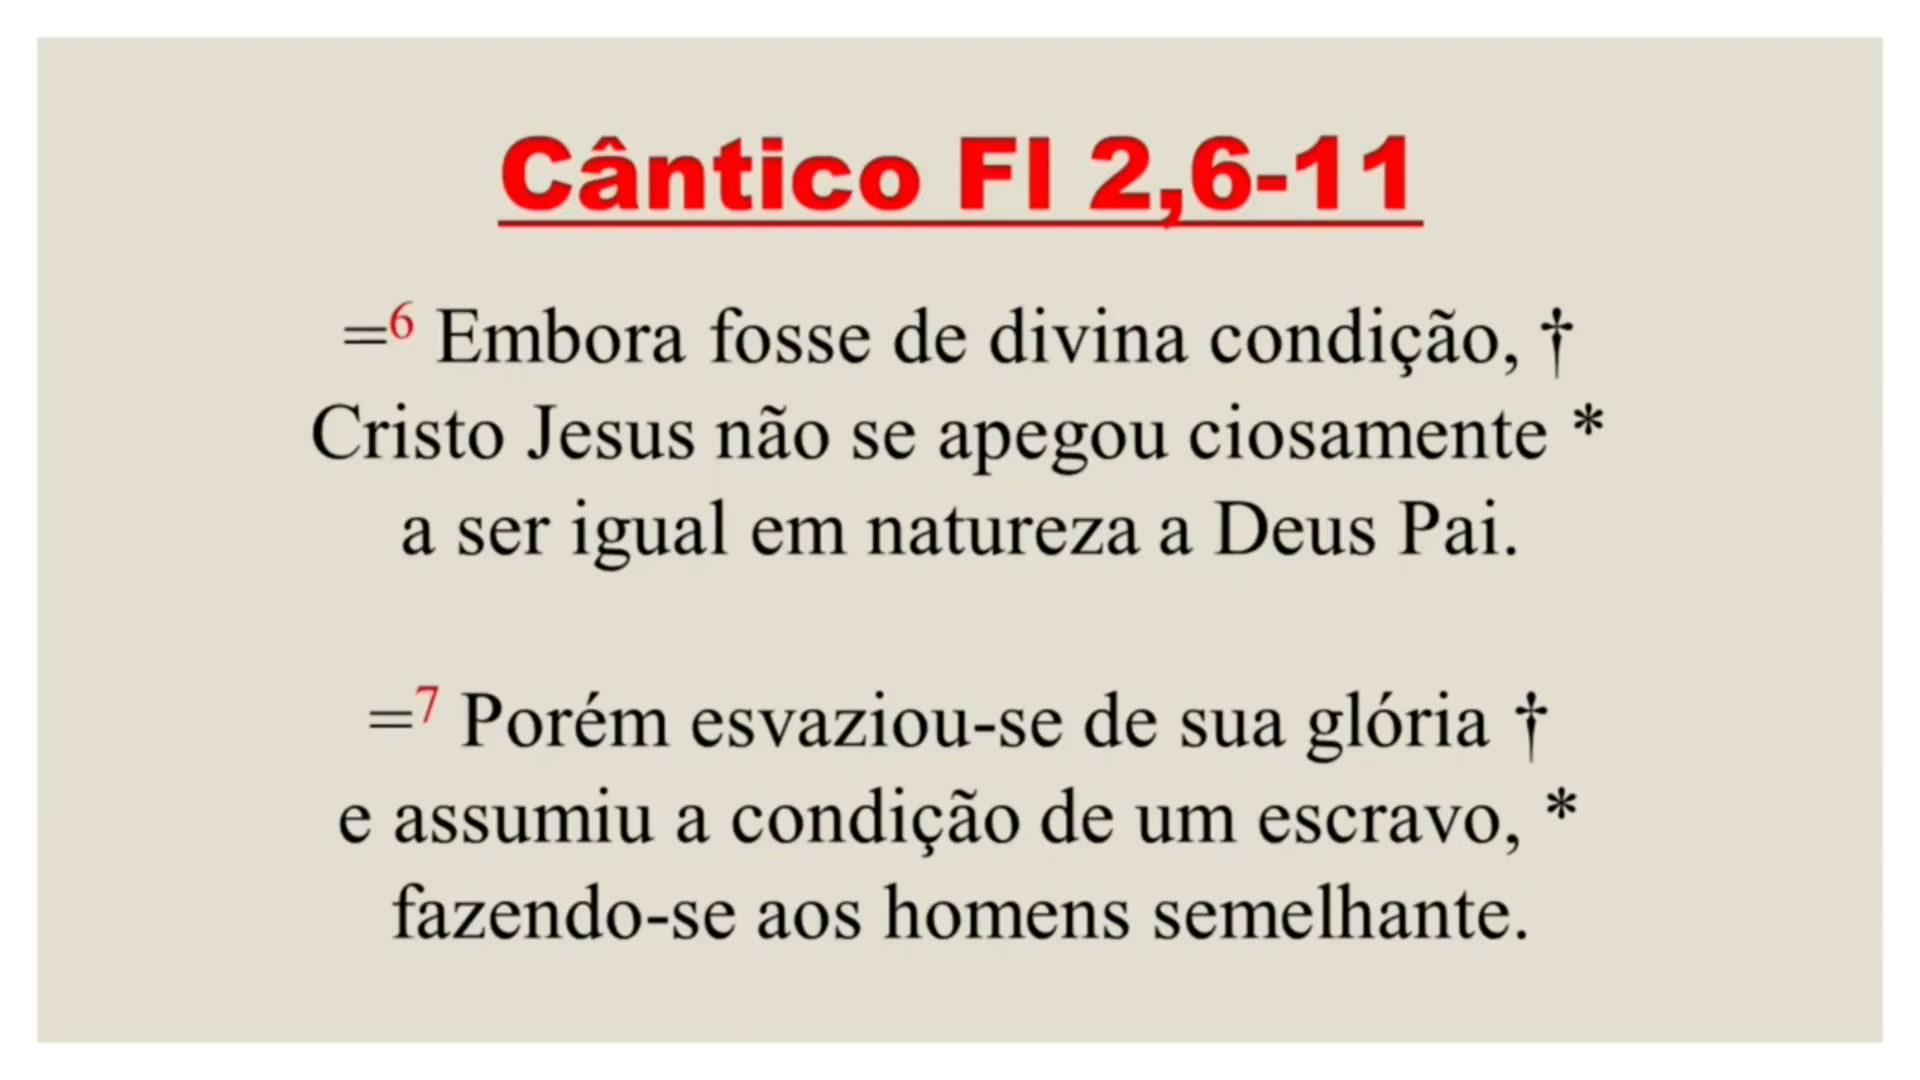 Cântico Fl 2,6-11
=6 Embora fosse de divina condição, †
Cristo Jesus não se apegou ciosamente *
a ser igual em natureza a Deus Pai.
=7 Porém esvaziou-se de sua glória †
e assumiu a condição de um escravo, *
fazendo-se aos homens semelhante.